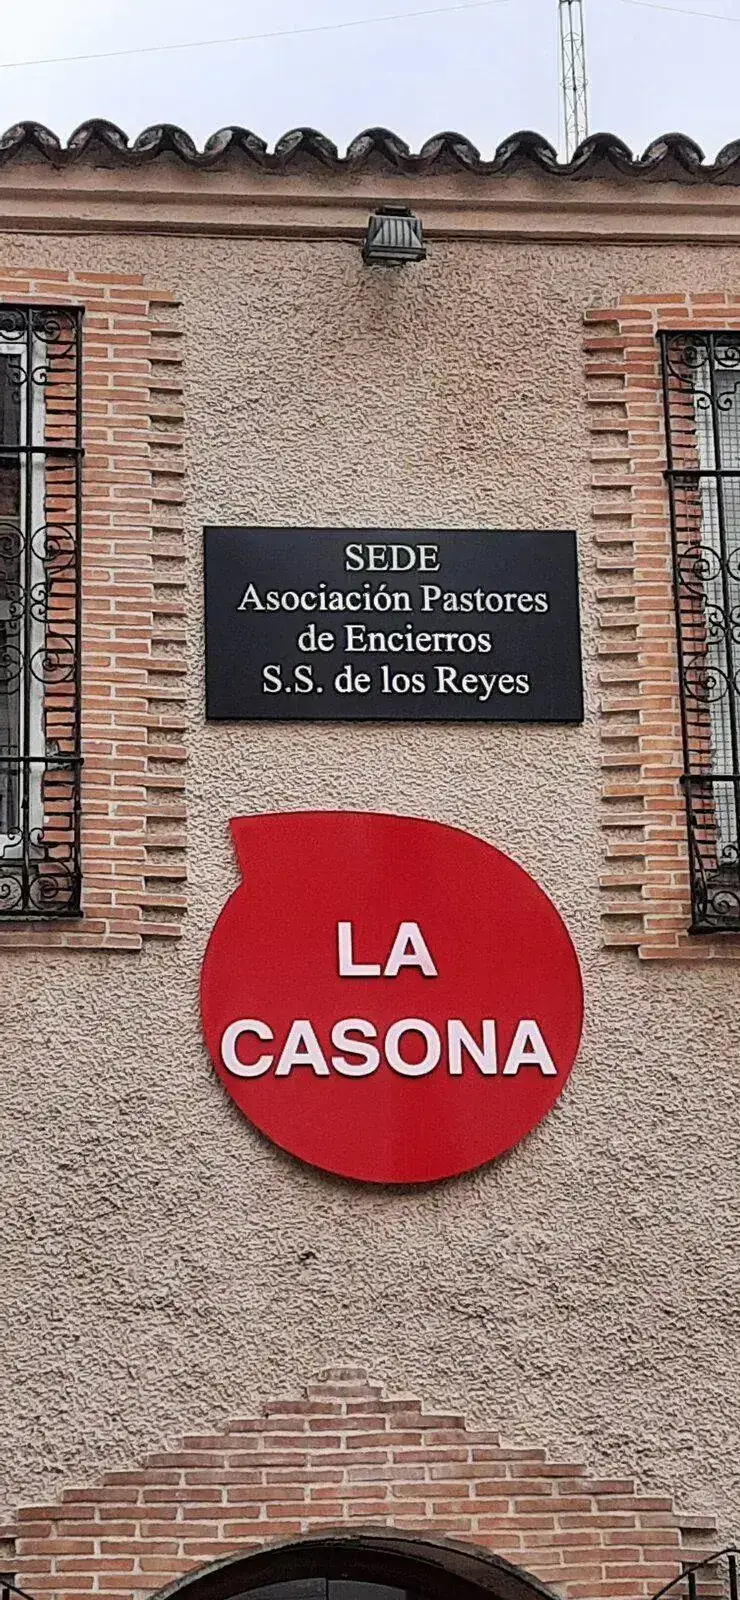 SEDE
Asociación Pastores
de Encierros
S.S. de los Reyes
LA
CASONA